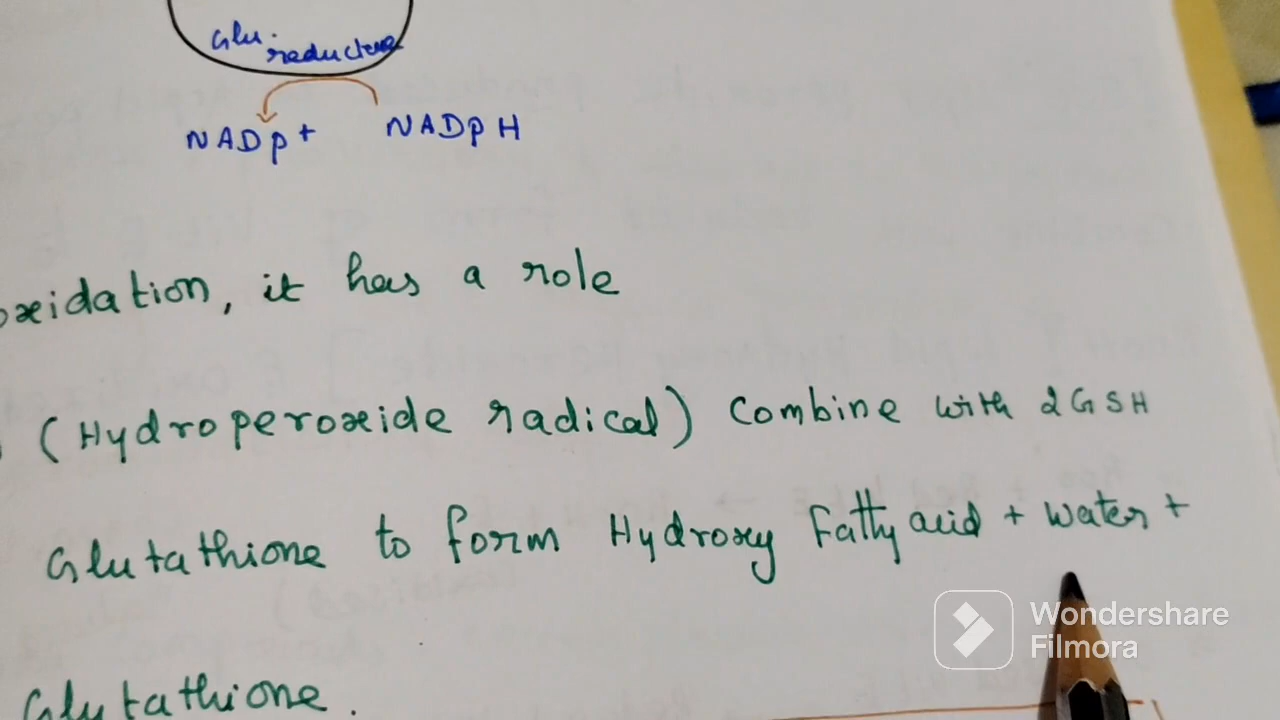 Glu. reductase
NADP+ NADPH
oxidation, it has a role
(Hydroperoxide radical) combine with 2GSH
Glutathione to form Hydroxy Fatty acid + water +
Glutathione.
Wondershare
Filmora